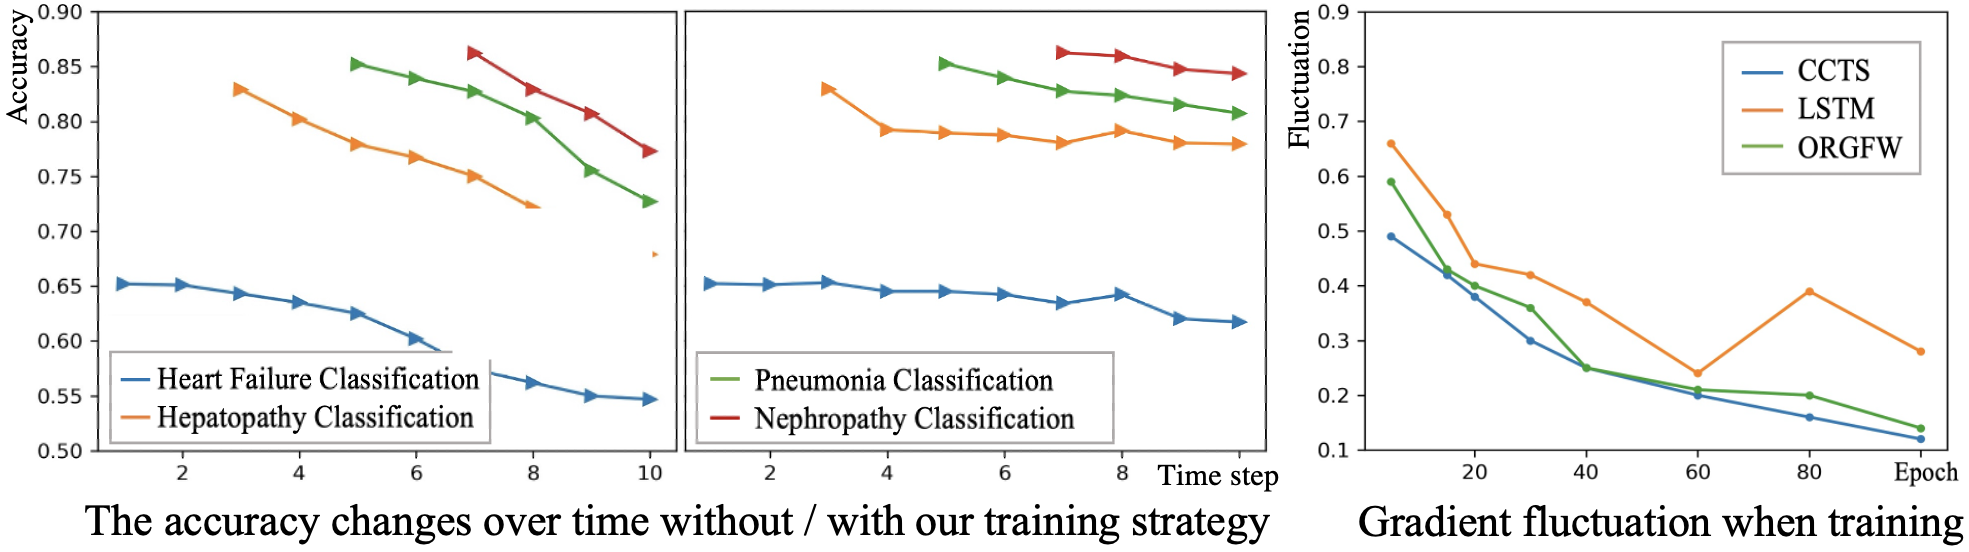 Accuracy
0.90
0.85
0.80
0.75
0.70
0.65
0.60
0.55
0.50
2
4
6
8
10
Heart Failure Classification
Hepatopathy Classification
2
4
6
8
Time step
Pneumonia Classification
Nephropathy Classification
The accuracy changes over time without / with our training strategy
Fluctuation
0.9
0.8
0.7
0.6
0.5
0.4
0.3
0.2
0.1
20
40
60
80
Epoch
CCTS
LSTM
ORGFW
Gradient fluctuation when training